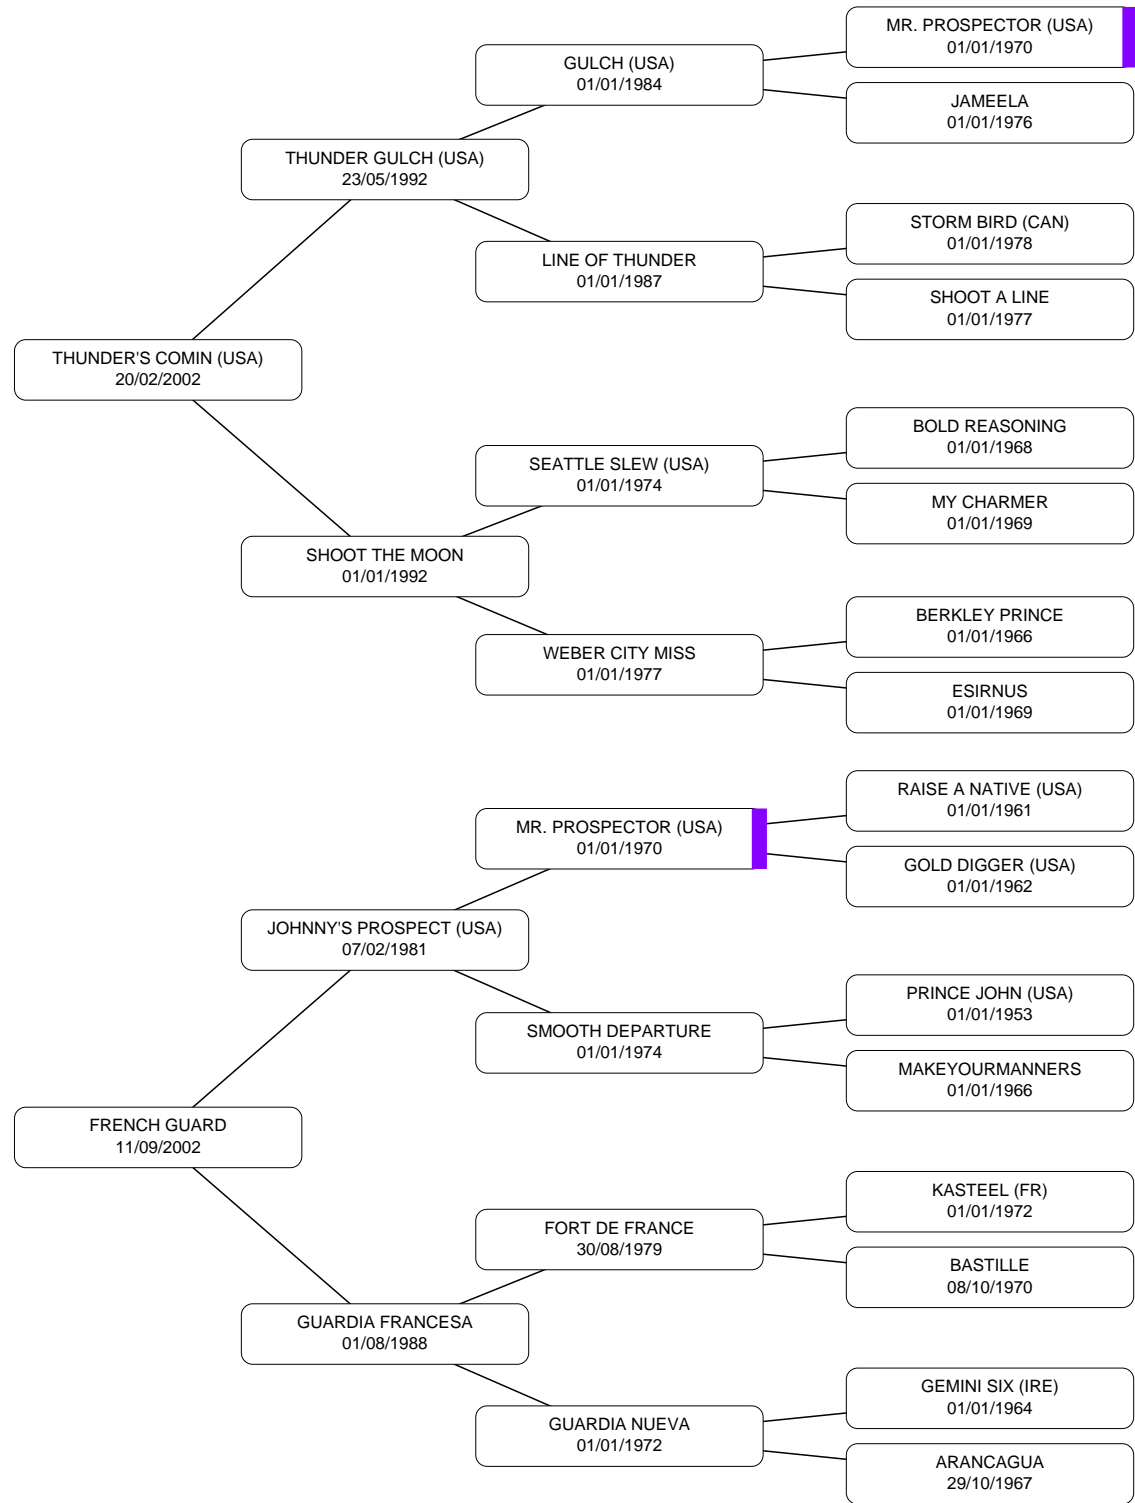 MR. PROSPECTOR (USA)
01/01/1970
GULCH (USA)
01/01/1984
JAMEELA
01/01/1976
THUNDER GULCH (USA)
23/05/1992
STORM BIRD (CAN)
01/01/1978
LINE OF THUNDER
01/01/1987
SHOOT A LINE
01/01/1977
THUNDER'S COMIN (USA)
20/02/2002
BOLD REASONING
01/01/1968
SEATTLE SLEW (USA)
01/01/1974
MY CHARMER
01/01/1969
SHOOT THE MOON
01/01/1992
BERKLEY PRINCE
01/01/1966
WEBER CITY MISS
01/01/1977
ESIRNUS
01/01/1969
RAISE A NATIVE (USA)
01/01/1961
MR. PROSPECTOR (USA)
01/01/1970
GOLD DIGGER (USA)
01/01/1962
JOHNNY'S PROSPECT (USA)
07/02/1981
PRINCE JOHN (USA)
01/01/1953
SMOOTH DEPARTURE
01/01/1974
MAKEYOURMANNERS
01/01/1966
FRENCH GUARD
11/09/2002
KASTEEL (FR)
01/01/1972
FORT DE FRANCE
30/08/1979
BASTILLE
08/10/1970
GUARDIA FRANCESA
01/08/1988
GEMINI SIX (IRE)
01/01/1964
GUARDIA NUEVA
01/01/1972
ARANCAGUA
29/10/1967